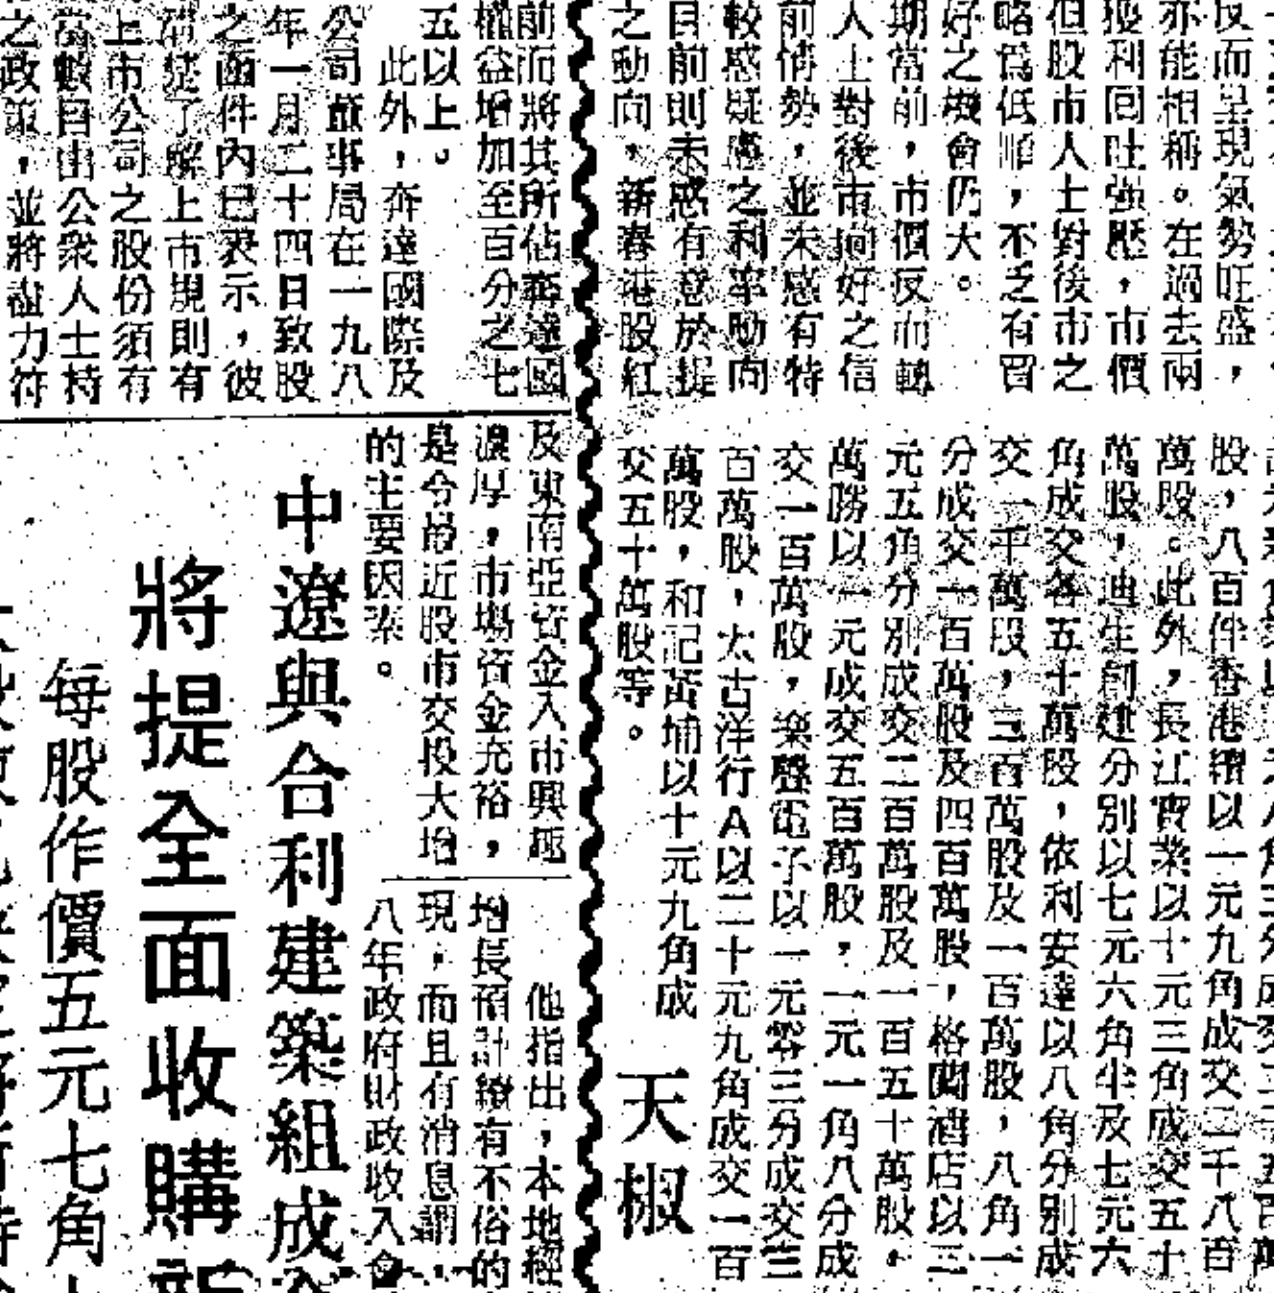 反而呈現氣勢旺盛，
亦能相稱。在過去兩
獲利回吐強壓，市價
但股市人士對後市之
略爲低順，不乏有買
好之機會仍大。
期當前，市價反而轉
人士對後市向好之信
前情勢，並未感有特
較惑疑慮之利率動向
目前則未感有意於提
之動向，新春港股紅
股，八百伴香港續以一元九角成交二千八百
萬股。此外，長江實業以十元三角成交五十
萬股，迪生創建分別以七元六角半及七元六
角成交各五十萬股，依利安達以八角分別成
交一千萬股，三百萬股及一百萬股，八角一
分成交一百萬股及四百萬股，格蘭酒店以三
元五角分別成交二百萬股及一百五十萬股，
萬勝以一元成交五百萬股，一元一角八分成
交一百萬股，樂聲電子以一元零三分成交三
百萬股，太古洋行A以二十元九角成交一百
萬股，和記黃埔以十元九角成
交五十萬股等。
天椒
前而將其所佔奔達國
權益增加至百分之七
五以上。
此外，奔達國際及
公司董事局在一九八
年一月二十四日致股
之函件內已表示，彼
清楚了解上市規則有
上市公司之股份須有
當數目由公衆人士持
之政策，並將盡力符
及東南亞資金入市興趣
濃厚，市場資金充裕，
是令最近股市交投大增
的主要因素。
他指出，本地經
增長預計續有不俗的
現，而且有消息謂，
八年政府財政收入會
中遼與合利建築組成合
將提全面收購新
每股作價五元七角